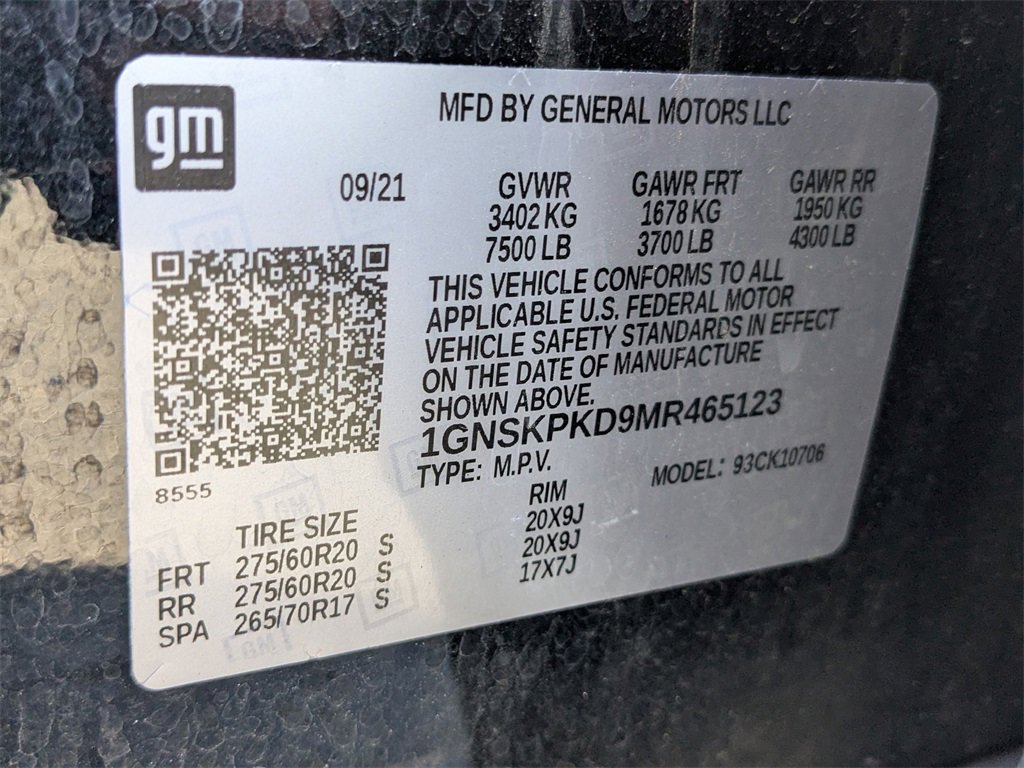 gm
MFD BY GENERAL MOTORS LLC
09/21
GVWR GAWR FRT GAWR RR
3402 KG 1678 KG 1950 KG
7500 LB 3700 LB 4300 LB
THIS VEHICLE CONFORMS TO ALL
APPLICABLE U.S. FEDERAL MOTOR
VEHICLE SAFETY STANDARDS IN EFFECT
ON THE DATE OF MANUFACTURE
SHOWN ABOVE.
1GNSKPKD9MR465123
TYPE: M.P.V. MODEL: 93CK10706
8555
TIRE SIZE RIM
FRT 275/60R20 S 20X9J
RR 275/60R20 S 20X9J
SPA 265/70R17 S 17X7J